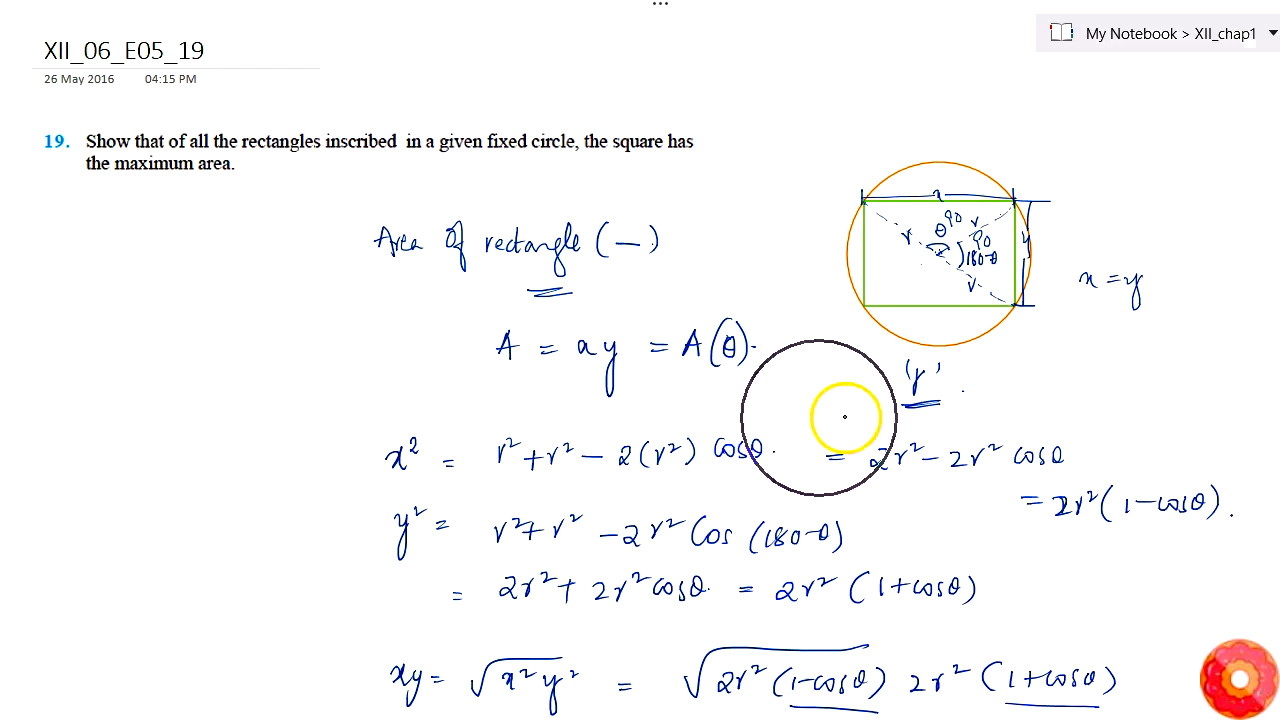 ...
My Notebook > XII_chap1
XII_06_E05_19
26 May 2016 04:15 PM
19. Show that of all the rectangles inscribed in a given fixed circle, the square has
the maximum area.
x
θ 90 r
r 90
180-θ
r
y
x = y
Area of rectangle (—)
A = xy = A(θ).
'r'.
x² = r² + r² - 2(r²) cosθ. = 2r² - 2r² cosθ
= 2r² (1-cosθ).
y² = r² + r² - 2r² Cos (180-θ)
= 2r² + 2r² cosθ. = 2r² (1+cosθ)
xy = √x²y² = √2r² (1-cosθ) 2r² (1+cosθ)